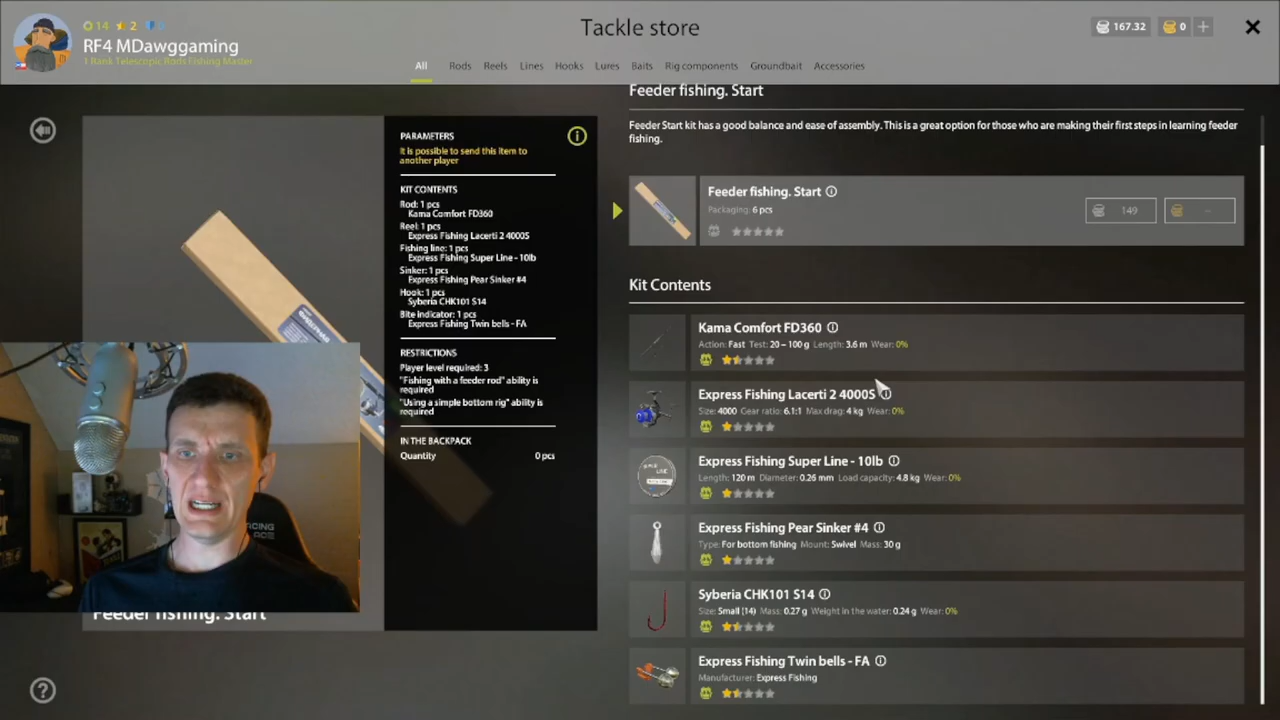 14 2 0
RF4 MDawggaming
1 Rank Telescopic Rods Fishing Master
Tackle store
167.32 0 +
All Rods Reels Lines Hooks Lures Baits Rig components Groundbait Accessories
PARAMETERS
It is possible to send this item to
another player
KIT CONTENTS
Rod: 1 pcs
Kama Comfort FD360
Reel: 1 pcs
Express Fishing Lacerti 2 4000S
Fishing line: 1 pcs
Express Fishing Super Line - 10lb
Sinker: 1 pcs
Express Fishing Pear Sinker #4
Hook: 1 pcs
Syberia CHK101 S14
Bite indicator: 1 pcs
Express Fishing Twin bells - FA
RESTRICTIONS
Player level required: 3
"Fishing with a feeder rod" ability is
required
"Using a simple bottom rig" ability is
required
IN THE BACKPACK
Quantity 0 pcs
Feeder fishing. Start
Feeder fishing. Start
Feeder Start kit has a good balance and ease of assembly. This is a great option for those who are making their first steps in learning feeder
fishing.
Feeder fishing. Start
Packaging: 6 pcs
149 –
Kit Contents
Kama Comfort FD360
Action: Fast Test: 20 – 100 g Length: 3.6 m Wear: 0%
Express Fishing Lacerti 2 4000S
Size: 4000 Gear ratio: 6.1:1 Max drag: 4 kg Wear: 0%
Express Fishing Super Line - 10lb
Length: 120 m Diameter: 0.26 mm Load capacity: 4.8 kg Wear: 0%
Express Fishing Pear Sinker #4
Type: For bottom fishing Mount: Swivel Mass: 30 g
Syberia CHK101 S14
Size: Small (14) Mass: 0.27 g Weight in the water: 0.24 g Wear: 0%
Express Fishing Twin bells - FA
Manufacturer: Express Fishing